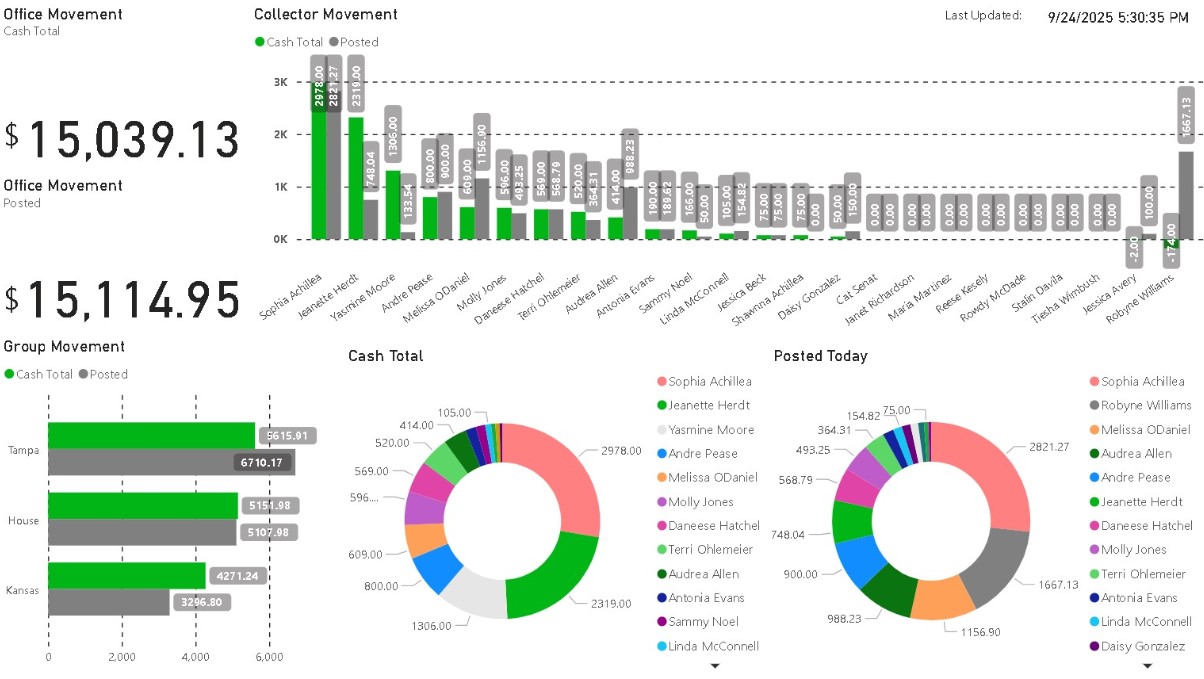 Office Movement
Cash Total
$ 15,039.13
Office Movement
Posted
$ 15,114.95
Collector Movement
Last Updated: 9/24/2025 5:30:35 PM
Cash Total Posted
3K
2K
1K
0K
2978.00 2821.27
2319.00 748.04
1306.00 133.54
800.00 900.00
609.00 1156.90
596.00 493.25
569.00 568.79
520.00 364.31
414.00 988.23
190.00 189.62
166.00 50.00
105.00 154.82
75.00 75.00
75.00 0.00
50.00 150.00
0.00 0.00
0.00 0.00
0.00 0.00
0.00 0.00
0.00 0.00
0.00 0.00
0.00 0.00
-2.00 100.00
-174.00 1667.13
Sophia Achillea
Jeanette Herdt
Yasmine Moore
Andre Pease
Melissa ODaniel
Molly Jones
Daneese Hatchel
Terri Ohlemeier
Audrea Allen
Antonia Evans
Sammy Noel
Linda McConnell
Jessica Beck
Shawnna Achillea
Daisy Gonzalez
Cat Senat
Janet Richardson
Maria Martinez
Reese Kesely
Rowdy McDade
Stelin Davila
Tiesha Wimbush
Jessica Avery
Robyne Williams
Group Movement
Cash Total Posted
Tampa
5615.91
6710.17
House
5151.98
5107.98
Kansas
4271.24
3296.80
0 2,000 4,000 6,000
Cash Total
105.00
414.00
520.00
569.00
596....
609.00
800.00
1306.00
2319.00
2978.00
Sophia Achillea
Jeanette Herdt
Yasmine Moore
Andre Pease
Melissa ODaniel
Molly Jones
Daneese Hatchel
Terri Ohlemeier
Audrea Allen
Antonia Evans
Sammy Noel
Linda McConnell
Posted Today
75.00
154.82
364.31
493.25
568.79
748.04
900.00
988.23
1156.90
1667.13
2821.27
Sophia Achillea
Robyne Williams
Melissa ODaniel
Audrea Allen
Andre Pease
Jeanette Herdt
Daneese Hatchel
Molly Jones
Terri Ohlemeier
Antonia Evans
Linda McConnell
Daisy Gonzalez